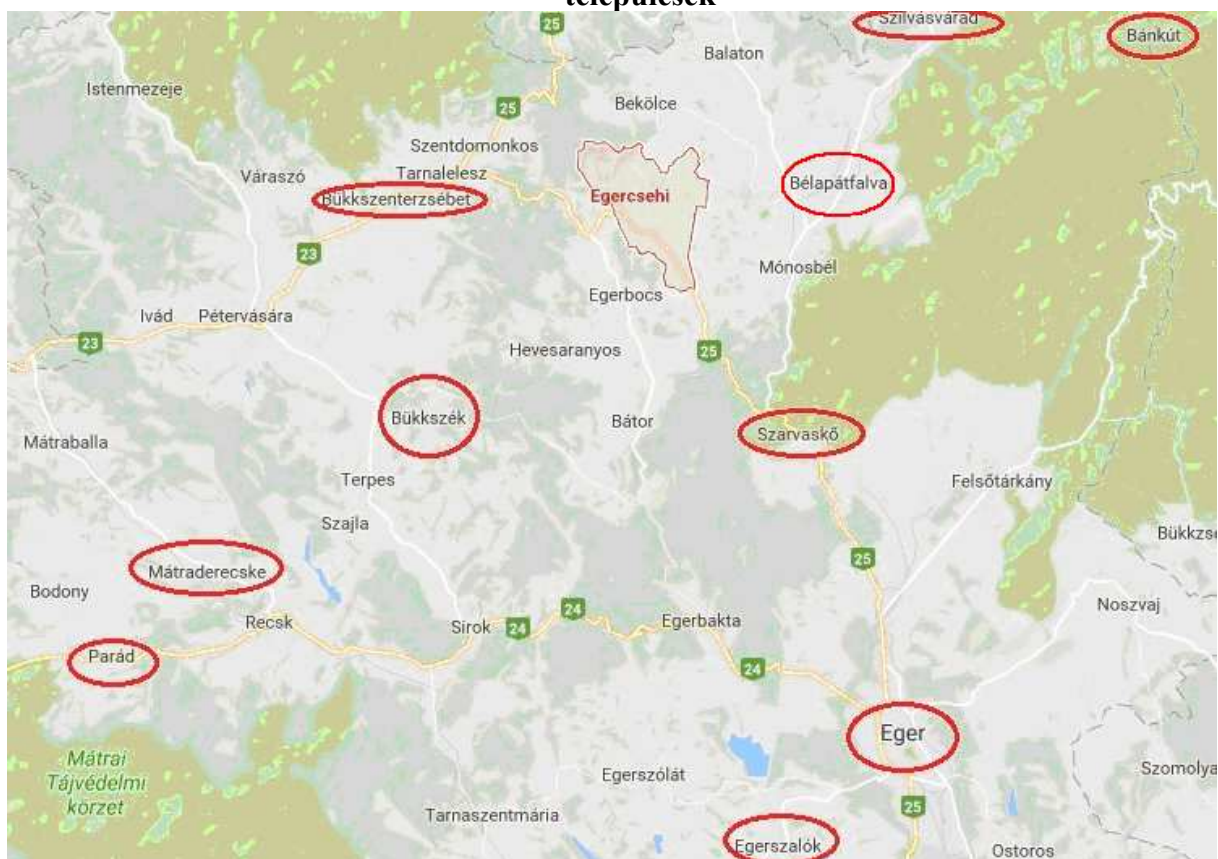 települések
25
Szilvásvárad
Bánkút
Balaton
Istenmezeje
25
Bekölce
Szentdomonkos
Váraszó
Tarnalelesz
Bükkszenterzsébet
Egercsehi
Bélapátfalva
23
Mónosbél
Egerbocs
Ivád
Pétervására
23
Hevesaranyos
25
Bükkszék
Bátor
Szarvaskő
Mátraballa
Terpes
Felsőtárkány
Szajla
Bükkzse
25
Mátraderecske
Bodony
Noszvaj
Recsk
Sirok
24
24
Egerbakta
Parád
24
Eger
Mátrai
Tájvédelmi
körzet
Egerszólát
Szomolya
Tarnaszentmária
25
Egerszalók
Ostoros